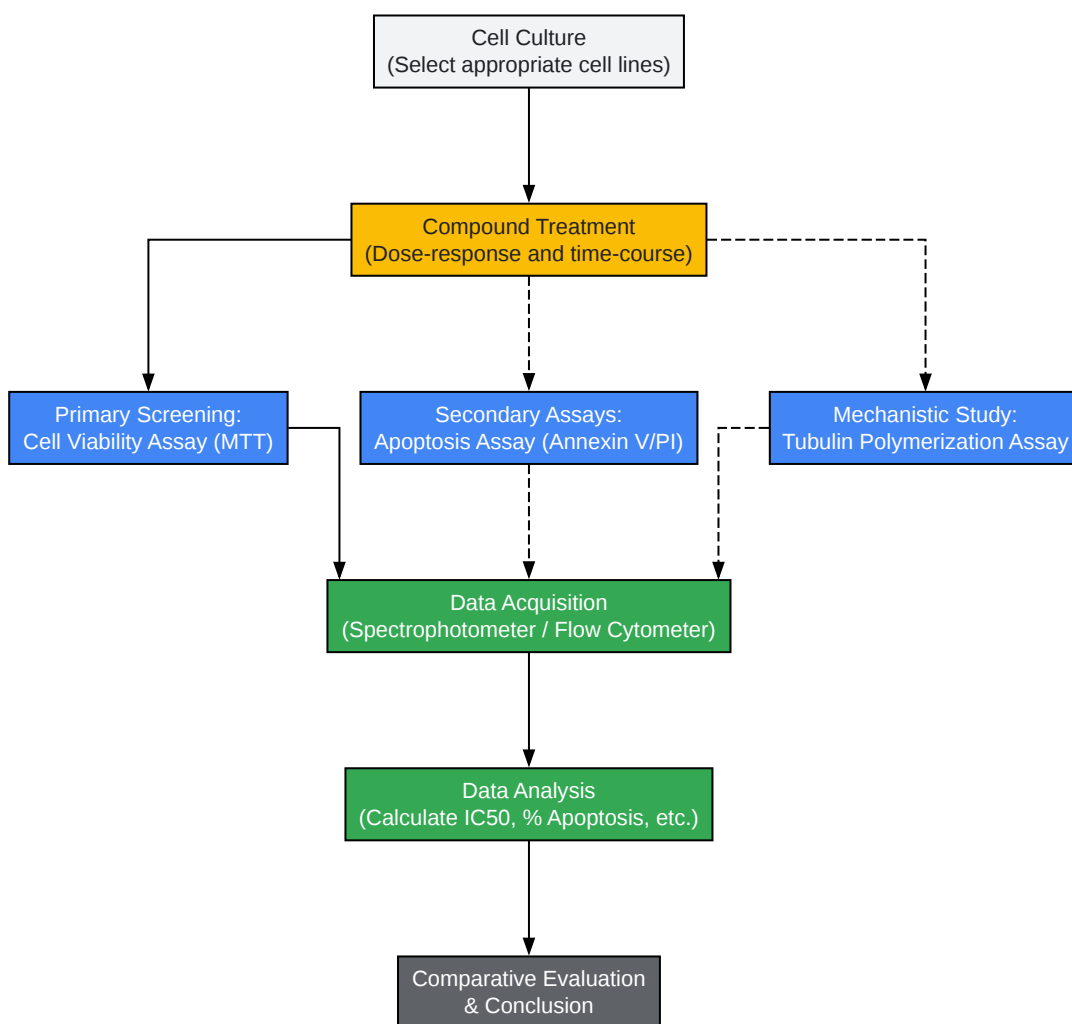 Cell Culture
(Select appropriate cell lines)
Compound Treatment
(Dose-response and time-course)
Primary Screening:
Cell Viability Assay (MTT)
Secondary Assays:
Apoptosis Assay (Annexin V/PI)
Mechanistic Study:
Tubulin Polymerization Assay
Data Acquisition
(Spectrophotometer / Flow Cytometer)
Data Analysis
(Calculate IC50, % Apoptosis, etc.)
Comparative Evaluation
& Conclusion